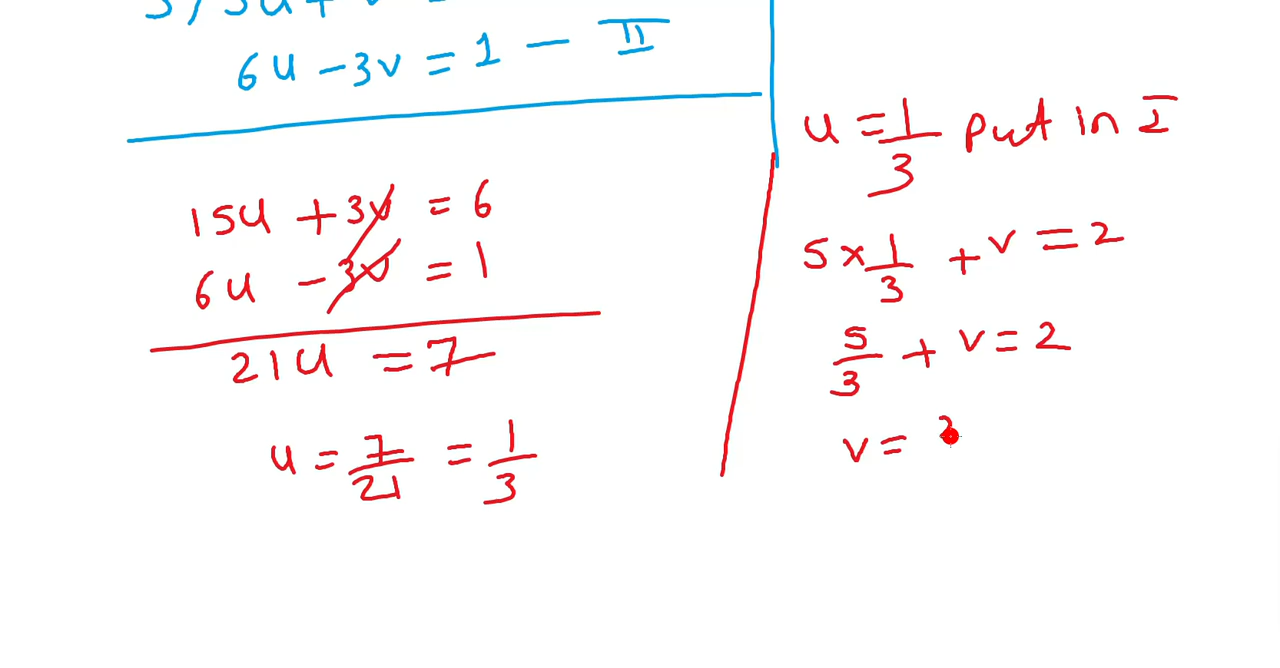 6u - 3v = 1 - II
15u + 3v = 6
6u - 3v = 1
21u = 7
u = 7/21 = 1/3
u = 1/3 put in I
5 × 1/3 + v = 2
5/3 + v = 2
v =